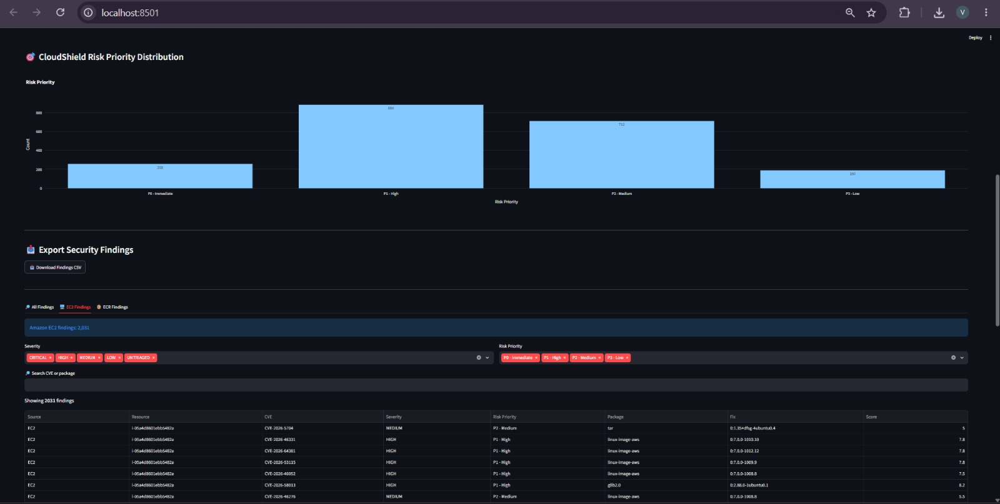 localhost:8501
V
Deploy
CloudShield Risk Priority Distribution
Risk Priority
884
800
712
600
Count
400
258
200
190
0
P0 - Immediate
P1 - High
P2 - Medium
P3 - Low
Risk Priority
Export Security Findings
Download Findings CSV
All Findings EC2 Findings ECR Findings
Amazon EC2 findings: 2,031
Severity Risk Priority
CRITICAL × HIGH × MEDIUM × LOW × UNTRIAGED × P0 - Immediate × P1 - High × P2 - Medium × P3 - Low ×
Search CVE or package
Showing 2031 findings
Source Resource CVE Severity Risk Priority Package Fix Score
EC2 i-05a4d8601ebb5482a CVE-2026-5704 MEDIUM P2 - Medium tar 0:1.35+dfsg-4ubuntu0.4 5
EC2 i-05a4d8601ebb5482a CVE-2026-46331 HIGH P1 - High linux-image-aws 0:7.0.0-1010.10 7.8
EC2 i-05a4d8601ebb5482a CVE-2026-64381 HIGH P1 - High linux-image-aws 0:7.0.0-1012.12 7.8
EC2 i-05a4d8601ebb5482a CVE-2026-53115 HIGH P1 - High linux-image-aws 0:7.0.0-1009.9 7.8
EC2 i-05a4d8601ebb5482a CVE-2026-46052 HIGH P1 - High linux-image-aws 0:7.0.0-1008.8 7.5
EC2 i-05a4d8601ebb5482a CVE-2026-58013 HIGH P1 - High glib2.0 0:2.88.0-1ubuntu0.1 8.2
EC2 i-05a4d8601ebb5482a CVE-2026-46276 MEDIUM P2 - Medium linux-image-aws 0:7.0.0-1008.8 5.5